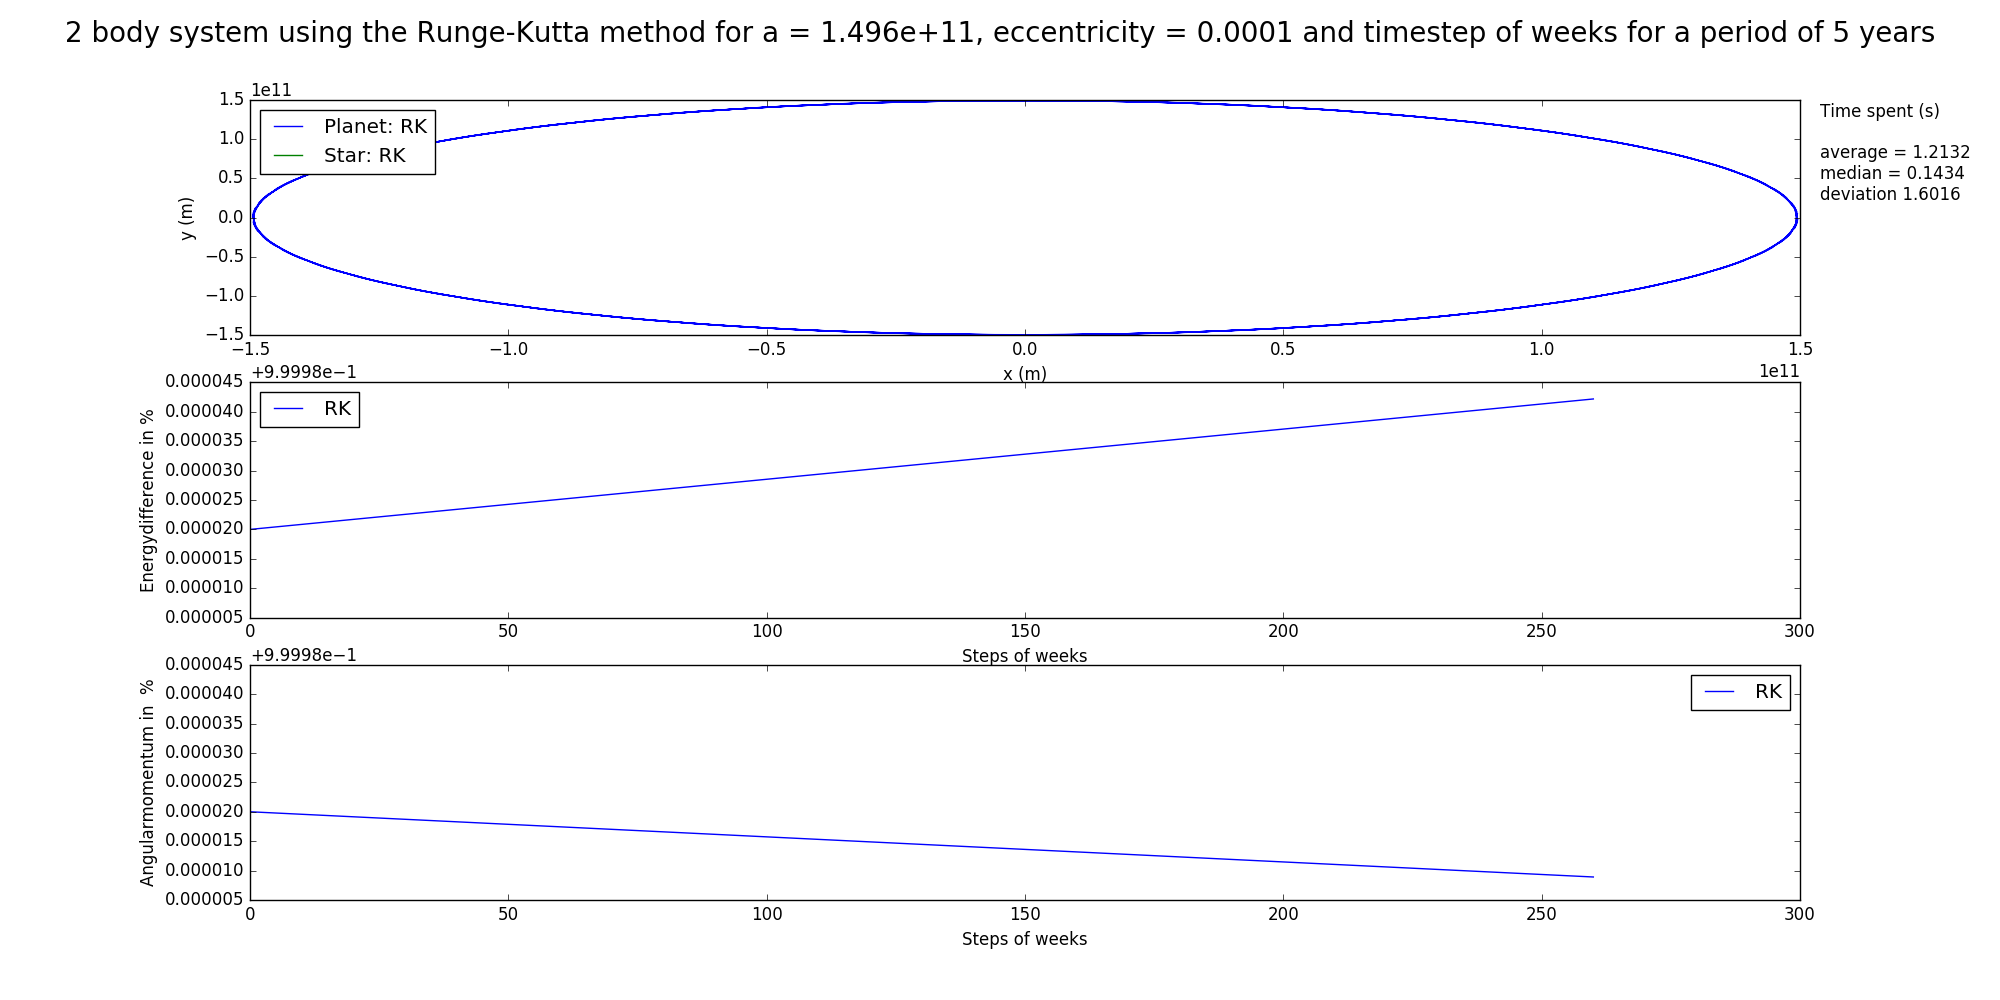 2 body system using the Runge-Kutta method for a = 1.496e+11, eccentricity = 0.0001 and timestep of weeks for a period of 5 years
1e11
Planet: RK
Star: RK
y (m)
1.5
1.0
0.5
0.0
−0.5
−1.0
−1.5
−1.5 −1.0 −0.5 0.0 0.5 1.0 1.5
x (m)
1e11
Time spent (s)
average = 1.2132
median = 0.1434
deviation 1.6016
+9.9998e−1
RK
Energydifference in %
0.000045
0.000040
0.000035
0.000030
0.000025
0.000020
0.000015
0.000010
0.000005
0 50 100 150 200 250 300
Steps of weeks
+9.9998e−1
RK
Angularmomentum in %
0.000045
0.000040
0.000035
0.000030
0.000025
0.000020
0.000015
0.000010
0.000005
0 50 100 150 200 250 300
Steps of weeks